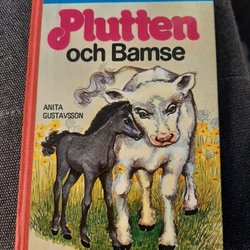 Plutten
och Bamse
ANITA
GUSTAVSSON